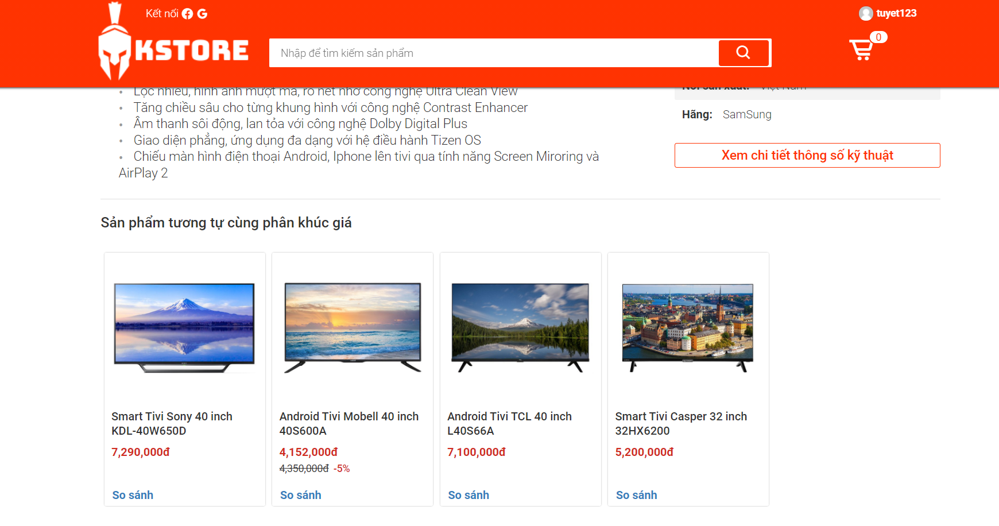 Kết nối
tuyet123
KSTORE
Nhập để tìm kiếm sản phẩm
0
Lọc nhiễu, hình ảnh mượt mà, rõ nét nhờ công nghệ Ultra Clean View
• Tăng chiều sâu cho từng khung hình với công nghệ Contrast Enhancer
• Âm thanh sôi động, lan tỏa với công nghệ Dolby Digital Plus
• Giao diện phẳng, ứng dụng đa dạng với hệ điều hành Tizen OS
• Chiếu màn hình điện thoại Android, Iphone lên tivi qua tính năng Screen Miroring và
AirPlay 2
Nơi sản xuất: Việt Nam
Hãng: SamSung
Xem chi tiết thông số kỹ thuật
Sản phẩm tương tự cùng phân khúc giá
Smart Tivi Sony 40 inch
KDL-40W650D
7,290,000đ
So sánh
Android Tivi Mobell 40 inch
40S600A
4,152,000đ
4,350,000đ -5%
So sánh
Android Tivi TCL 40 inch
L40S66A
7,100,000đ
So sánh
Smart Tivi Casper 32 inch
32HX6200
5,200,000đ
So sánh